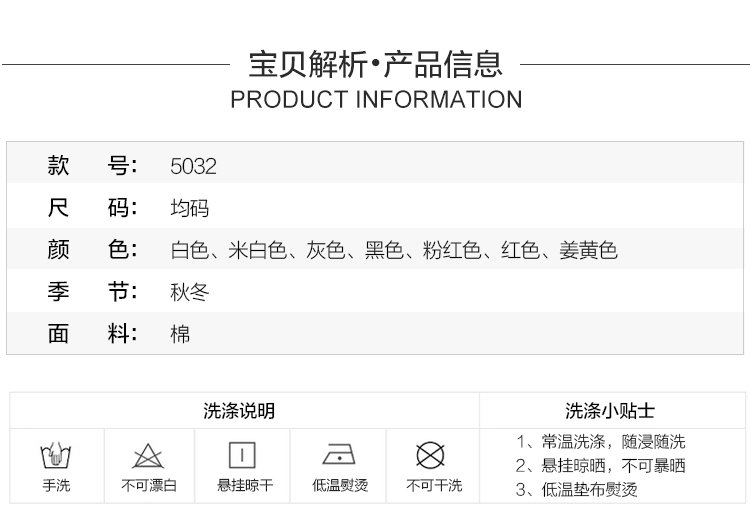 宝贝解析·产品信息
PRODUCT INFORMATION
款 号: 5032
尺 码: 均码
颜 色: 白色、米白色、灰色、黑色、粉红色、红色、姜黄色
季 节: 秋冬
面 料: 棉
洗涤说明
手洗 不可漂白 悬挂晾干 低温熨烫 不可干洗
洗涤小贴士
1、常温洗涤，随浸随洗
2、悬挂晾晒，不可暴晒
3、低温垫布熨烫